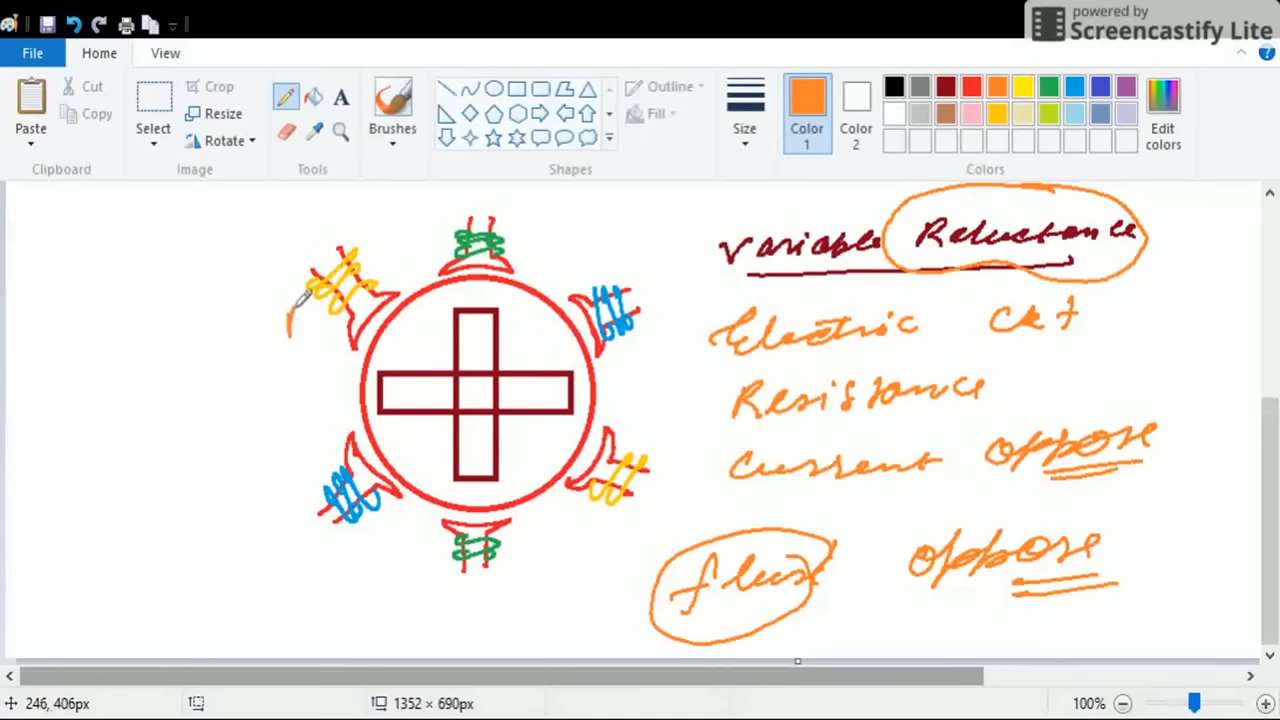 powered by
Screencastify Lite
File Home View
Paste
Cut
Copy
Clipboard
Select
Crop
Resize
Rotate
Image
A
Tools
Brushes
Shapes
Outline
Fill
Size
Color 1
Color 2
Edit colors
Colors
Variable Reluctance
Electric Ckt
Resistance
Current oppose
flux oppose
246, 406px
1352 × 690px
100%